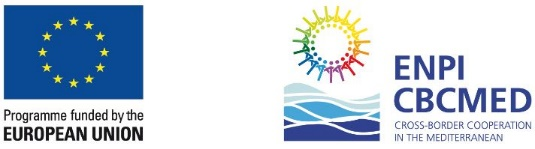 Programme funded by the
EUROPEAN UNION
ENPI
CBCMED
CROSS-BORDER COOPERATION
IN THE MEDITERRANEAN